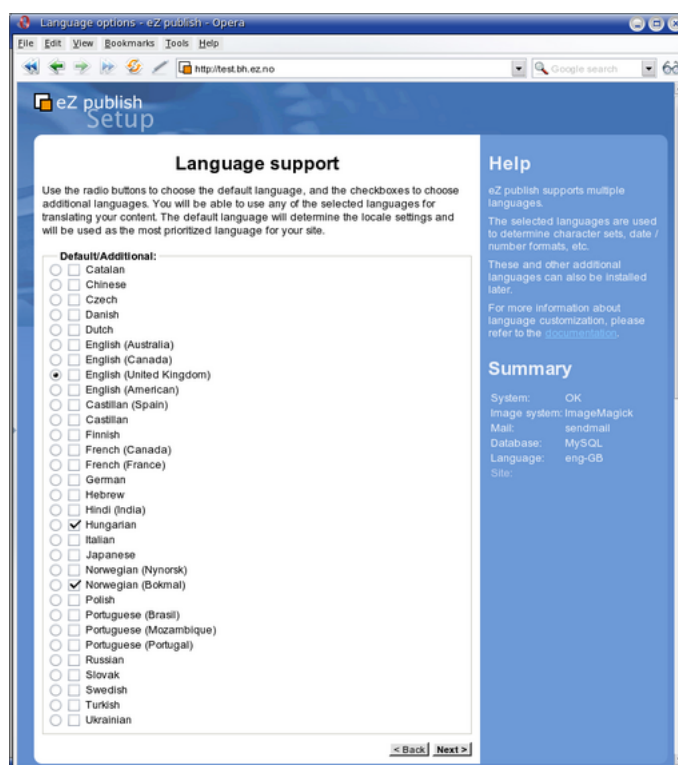 Language options - eZ publish - Opera
File Edit View Bookmarks Tools Help
http://test.bh.ez.no
Google search
eZ publish
Setup
Language support
Use the radio buttons to choose the default language, and the checkboxes to choose
additional languages. You will be able to use any of the selected languages for
translating your content. The default language will determine the locale settings and
will be used as the most prioritized language for your site.
Default/Additional:
Catalan
Chinese
Czech
Danish
Dutch
English (Australia)
English (Canada)
English (United Kingdom)
English (American)
Castilian (Spain)
Castilian
Finnish
French (Canada)
French (France)
German
Hebrew
Hindi (India)
Hungarian
Italian
Japanese
Norwegian (Nynorsk)
Norwegian (Bokmal)
Polish
Portuguese (Brasil)
Portuguese (Mozambique)
Portuguese (Portugal)
Russian
Slovak
Swedish
Turkish
Ukrainian
< Back Next >
Help
eZ publish supports multiple
languages.
The selected languages are used
to determine character sets, date /
number formats, etc.
These and other additional
languages can also be installed
later.
For more information about
language customization, please
refer to the documentation.
Summary
System: OK
Image system: ImageMagick
Mail: sendmail
Database: MySQL
Language: eng-GB
Site: